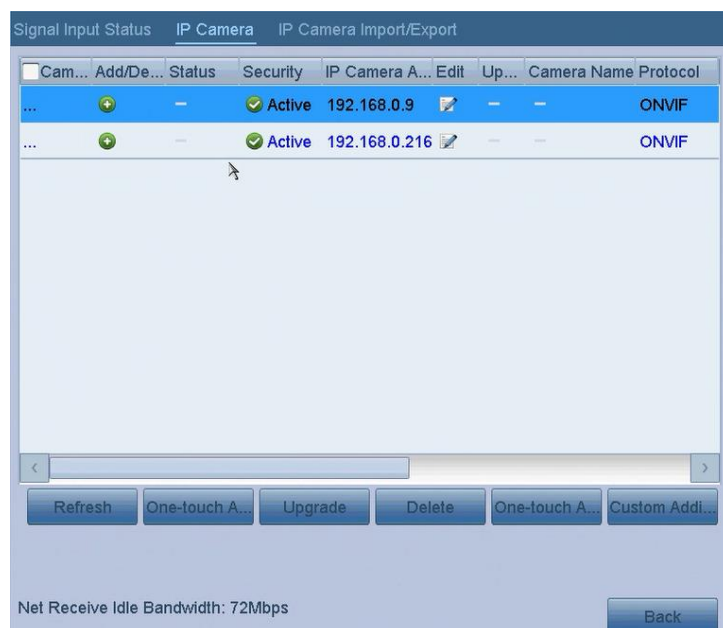 Signal Input Status IP Camera IP Camera Import/Export
Cam... Add/De... Status Security IP Camera A... Edit Up... Camera Name Protocol
... Active 192.168.0.9 ONVIF
... Active 192.168.0.216 ONVIF
Refresh One-touch A... Upgrade Delete One-touch A... Custom Addi...
Net Receive Idle Bandwidth: 72Mbps
Back